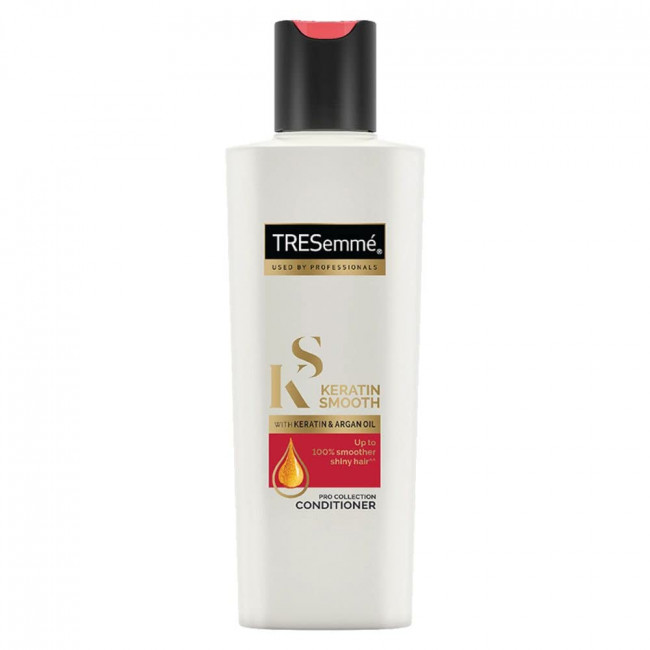 TRESemmé®
USED BY PROFESSIONALS
KS
KERATIN
SMOOTH
WITH KERATIN & ARGAN OIL
Up to
100% smoother
shiny hair**
PRO COLLECTION
CONDITIONER